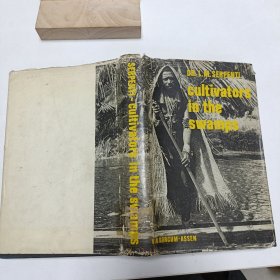 DR. L. M. SERPENTI
cultivators
in the
swamps
VAN GORCUM-ASSEN
SERPENTI - cultivators in the swamps